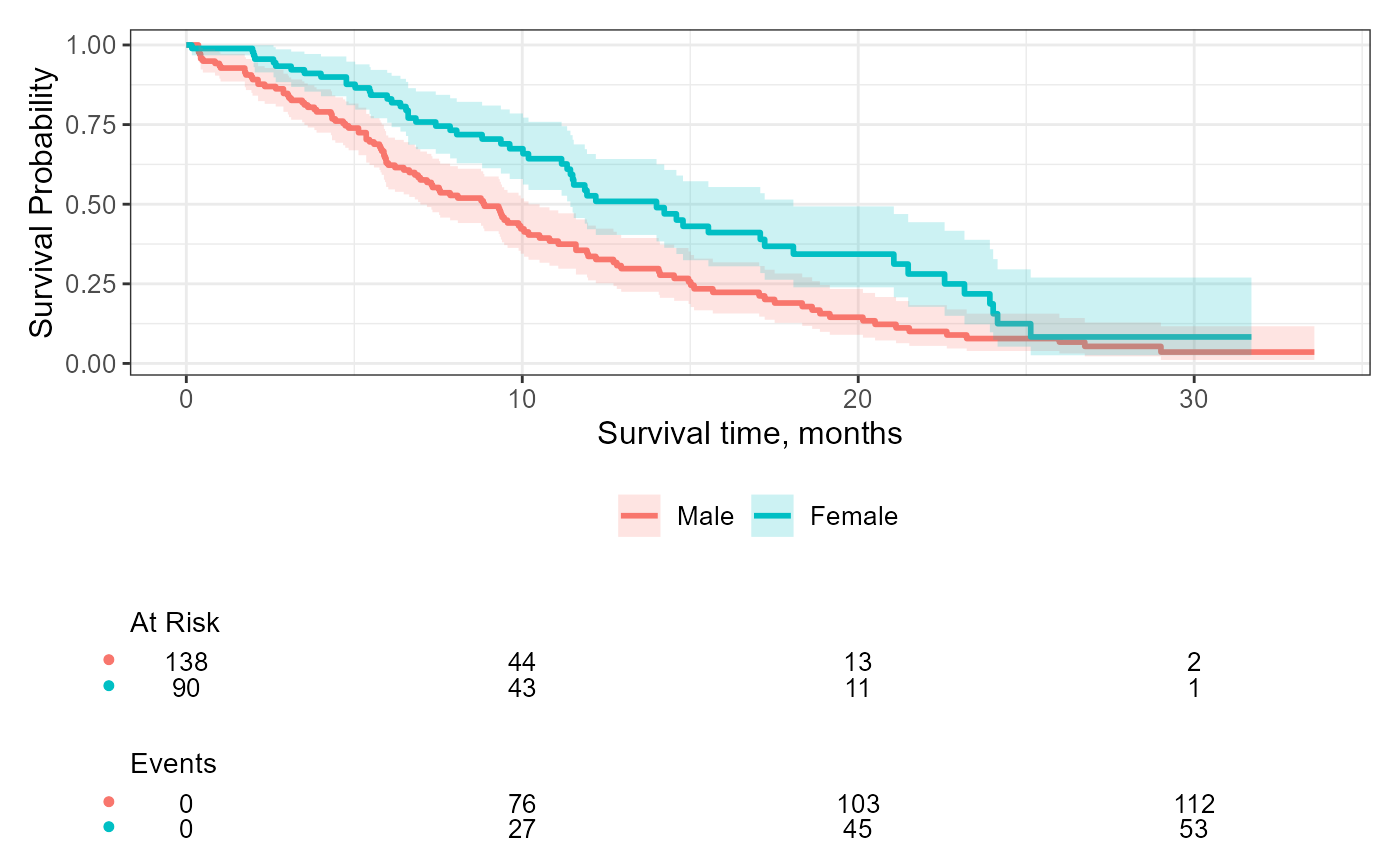 Survival Probability
1.00
0.75
0.50
0.25
0.00
0 10 20 30
Survival time, months
Male Female
At Risk
138 44 13 2
90 43 11 1
Events
0 76 103 112
0 27 45 53